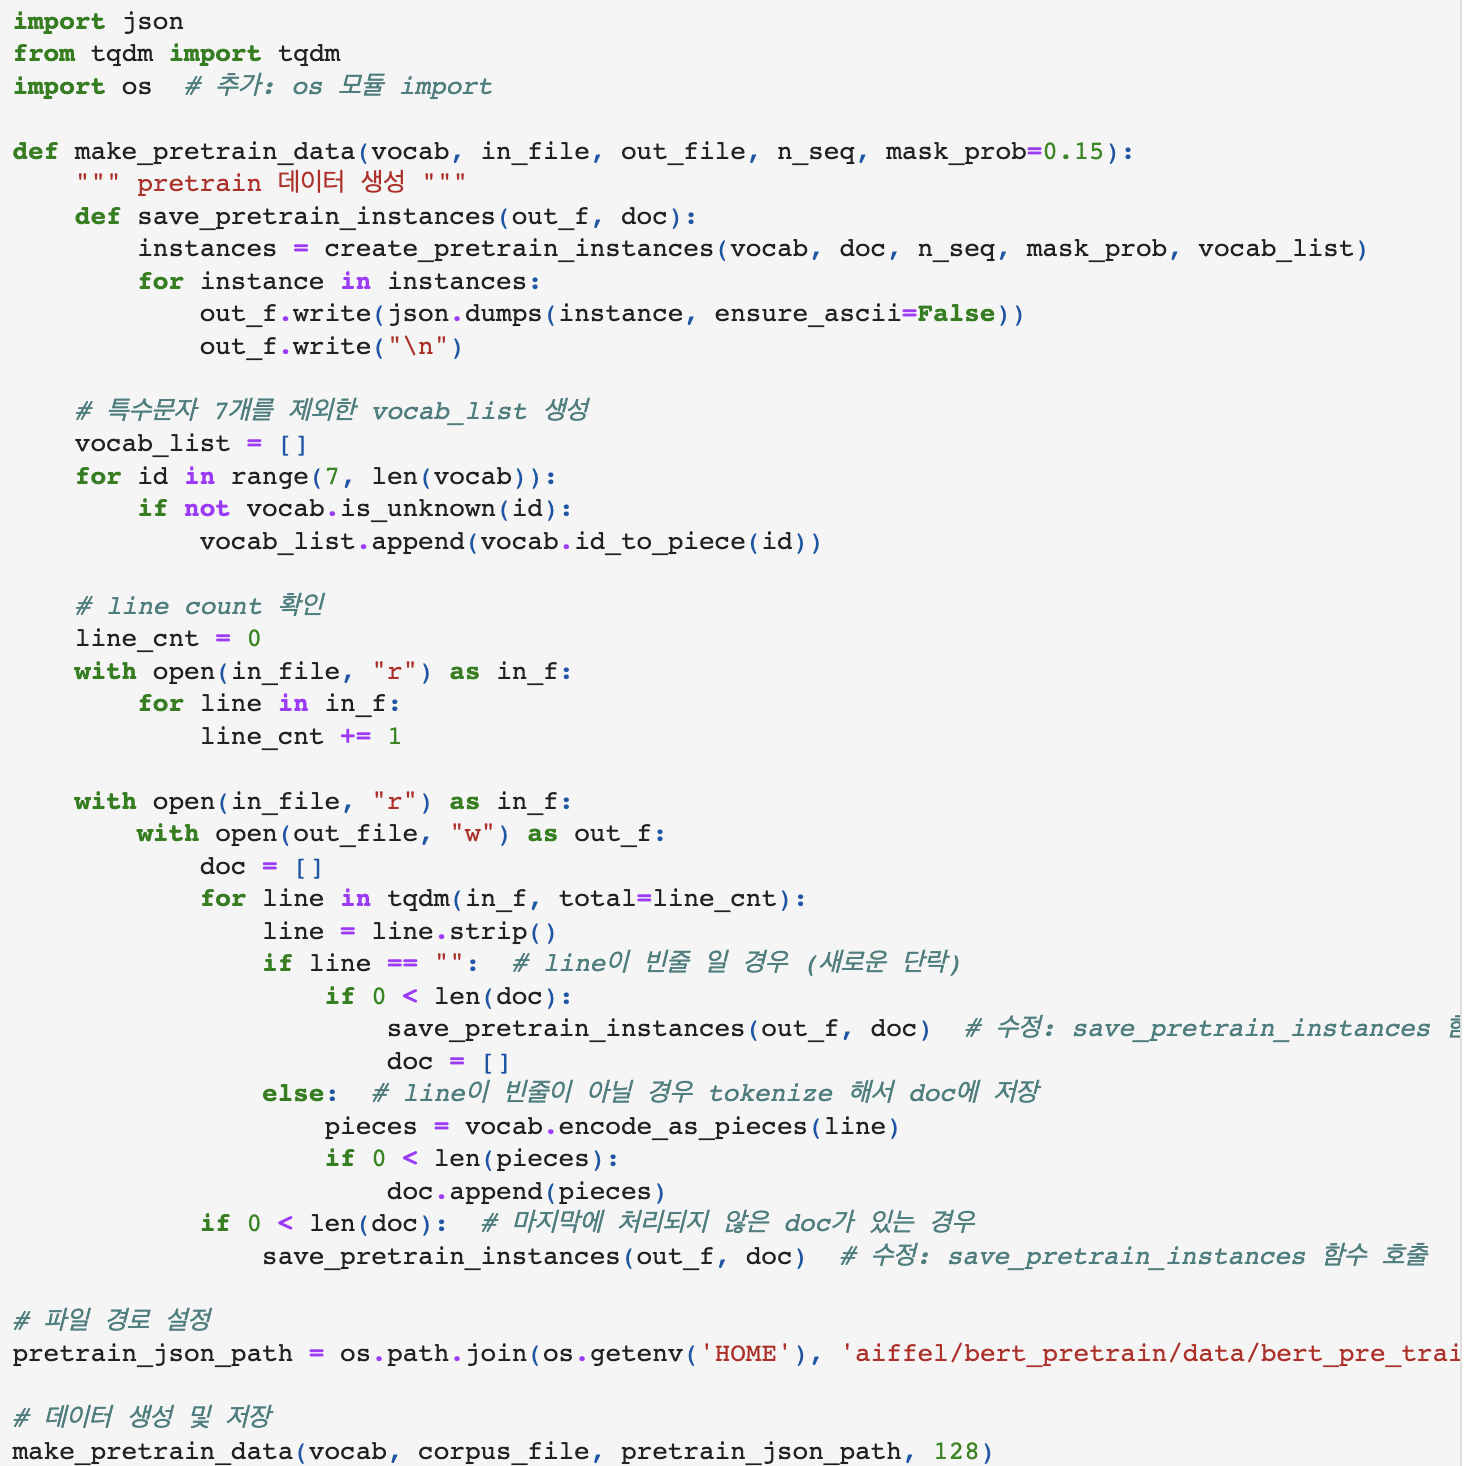 import json
from tqdm import tqdm
import os  # 추가: os 모듈 import

def make_pretrain_data(vocab, in_file, out_file, n_seq, mask_prob=0.15):
    """ pretrain 데이터 생성 """
    def save_pretrain_instances(out_f, doc):
        instances = create_pretrain_instances(vocab, doc, n_seq, mask_prob, vocab_list)
        for instance in instances:
            out_f.write(json.dumps(instance, ensure_ascii=False))
            out_f.write("\n")

    # 특수문자 7개를 제외한 vocab_list 생성
    vocab_list = []
    for id in range(7, len(vocab)):
        if not vocab.is_unknown(id):
            vocab_list.append(vocab.id_to_piece(id))

    # line count 확인
    line_cnt = 0
    with open(in_file, "r") as in_f:
        for line in in_f:
            line_cnt += 1

    with open(in_file, "r") as in_f:
        with open(out_file, "w") as out_f:
            doc = []
            for line in tqdm(in_f, total=line_cnt):
                line = line.strip()
                if line == "":  # line이 빈줄 일 경우 (새로운 단락)
                    if 0 < len(doc):
                        save_pretrain_instances(out_f, doc)  # 수정: save_pretrain_instances
                        doc = []
                else:  # line이 빈줄이 아닐 경우 tokenize 해서 doc에 저장
                    pieces = vocab.encode_as_pieces(line)
                    if 0 < len(pieces):
                        doc.append(pieces)
            if 0 < len(doc):  # 마지막에 처리되지 않은 doc가 있는 경우
                save_pretrain_instances(out_f, doc)  # 수정: save_pretrain_instances 함수 호출

# 파일 경로 설정
pretrain_json_path = os.path.join(os.getenv('HOME'), 'aiffel/bert_pretrain/data/bert_pre_trai

# 데이터 생성 및 저장
make_pretrain_data(vocab, corpus_file, pretrain_json_path, 128)